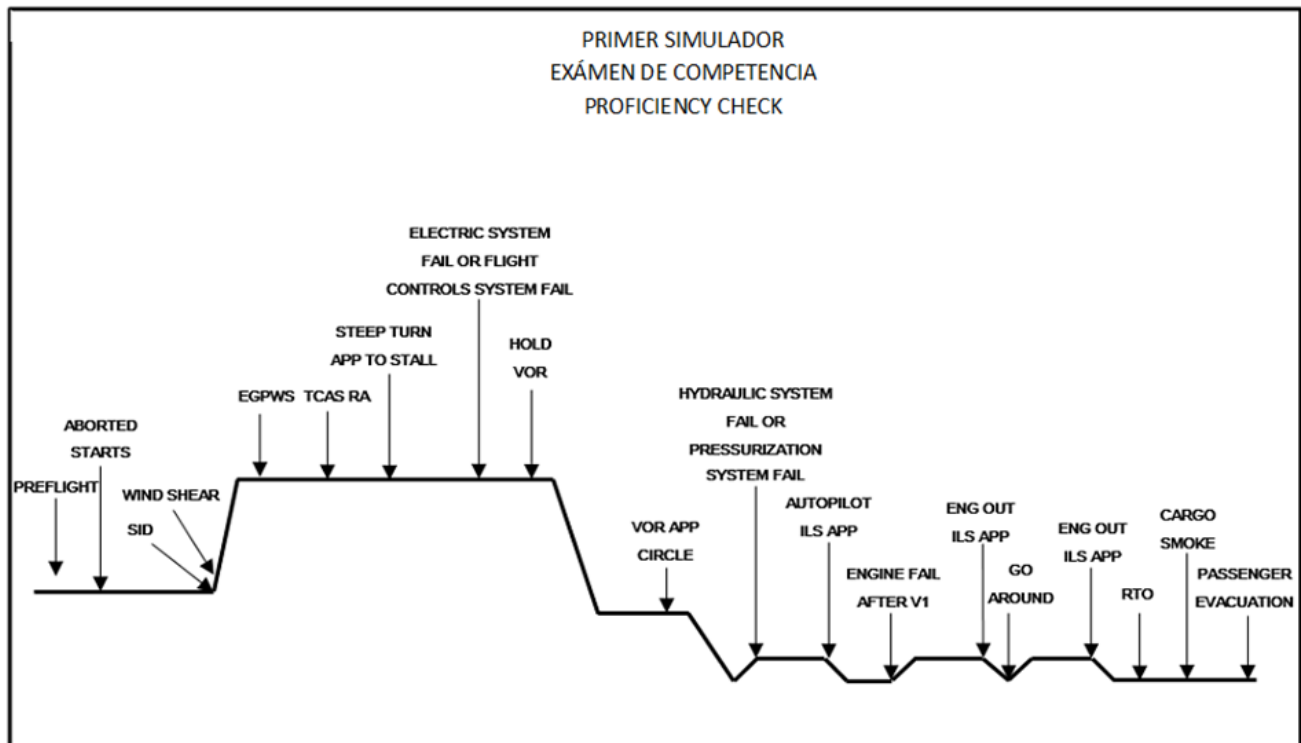 PRIMER SIMULADOR
EXÁMEN DE COMPETENCIA
PROFICIENCY CHECK
PREFLIGHT
ABORTED
STARTS
WIND SHEAR
SID
EGPWS
TCAS RA
STEEP TURN
APP TO STALL
ELECTRIC SYSTEM
FAIL OR FLIGHT
CONTROLS SYSTEM FAIL
HOLD
VOR
VOR APP
CIRCLE
HYDRAULIC SYSTEM
FAIL OR
PRESSURIZATION
SYSTEM FAIL
AUTOPILOT
ILS APP
ENGINE FAIL
AFTER V1
ENG OUT
ILS APP
GO
AROUND
ENG OUT
ILS APP
RTO
CARGO
SMOKE
PASSENGER
EVACUATION